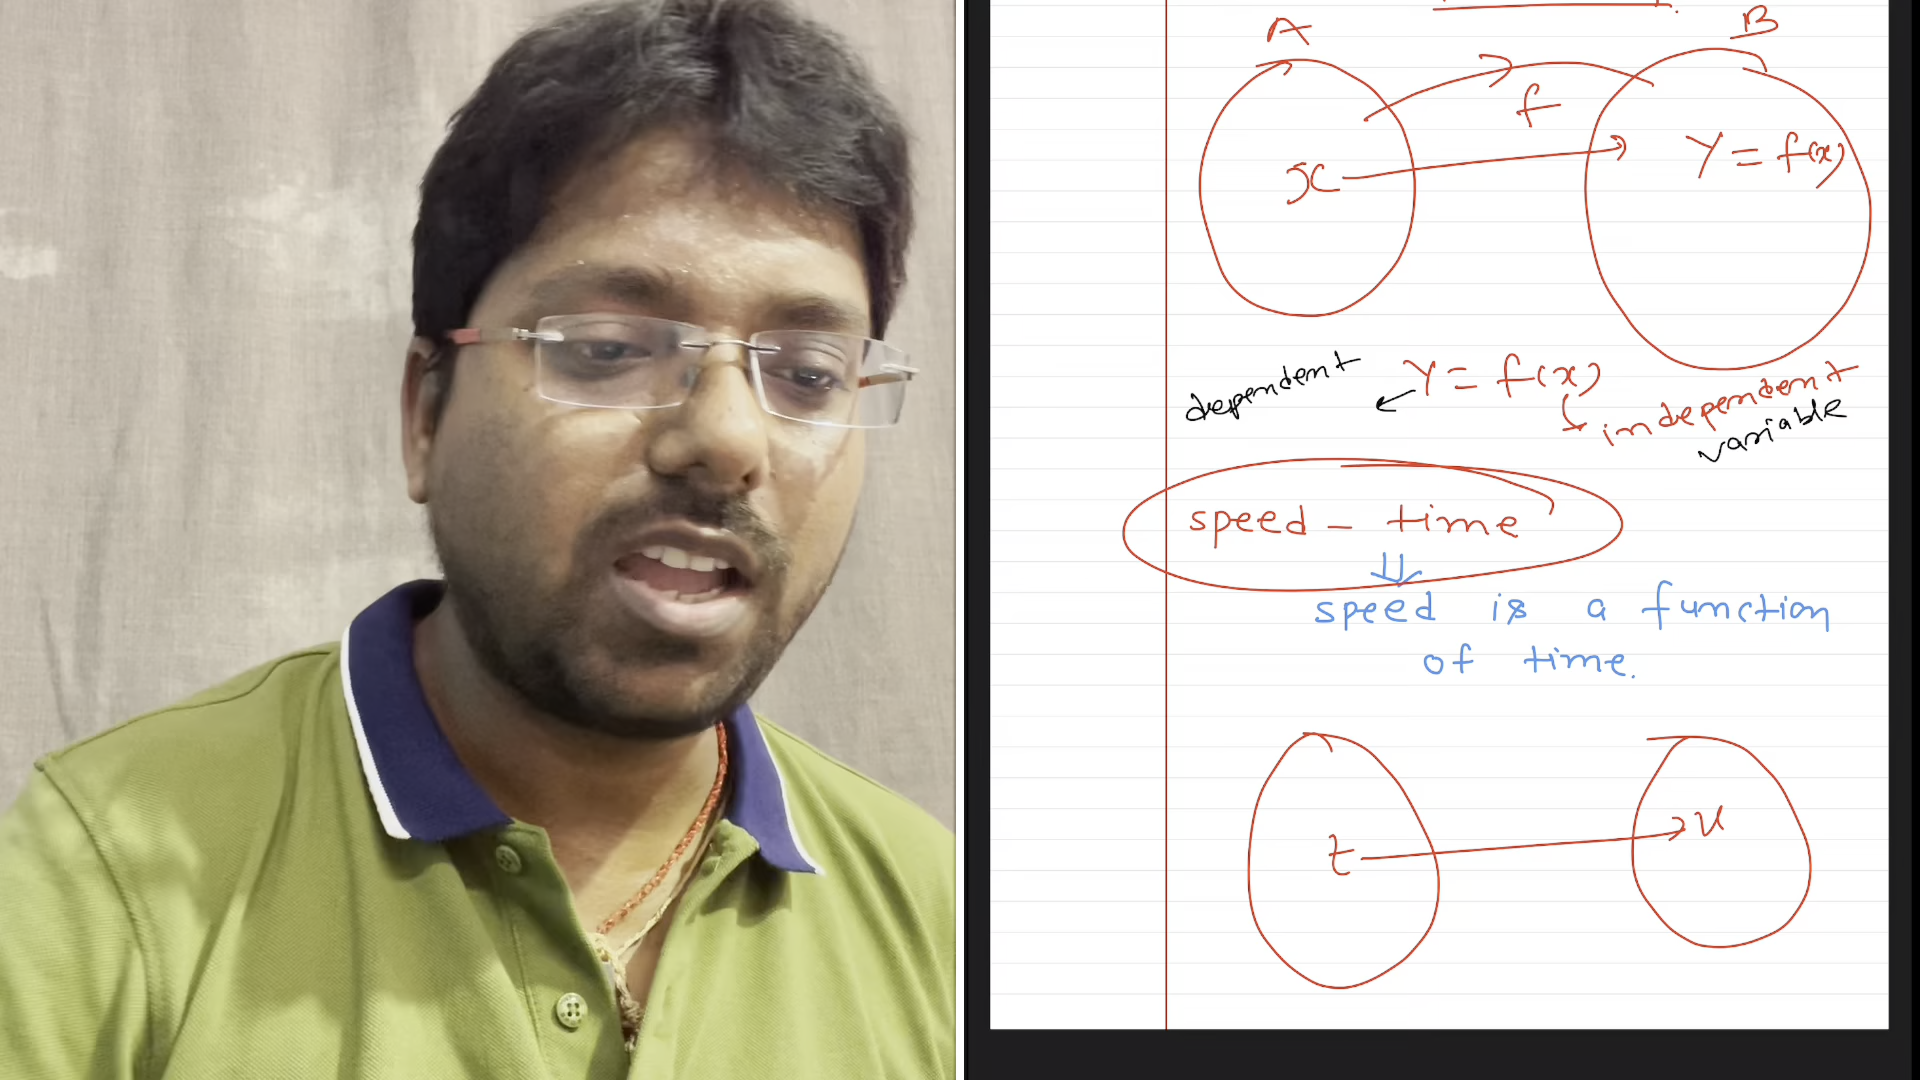 A B
f
x Y = f(x)
dependent Y = f(x)
independent
variable
speed - time
speed is a function
of time.
t u